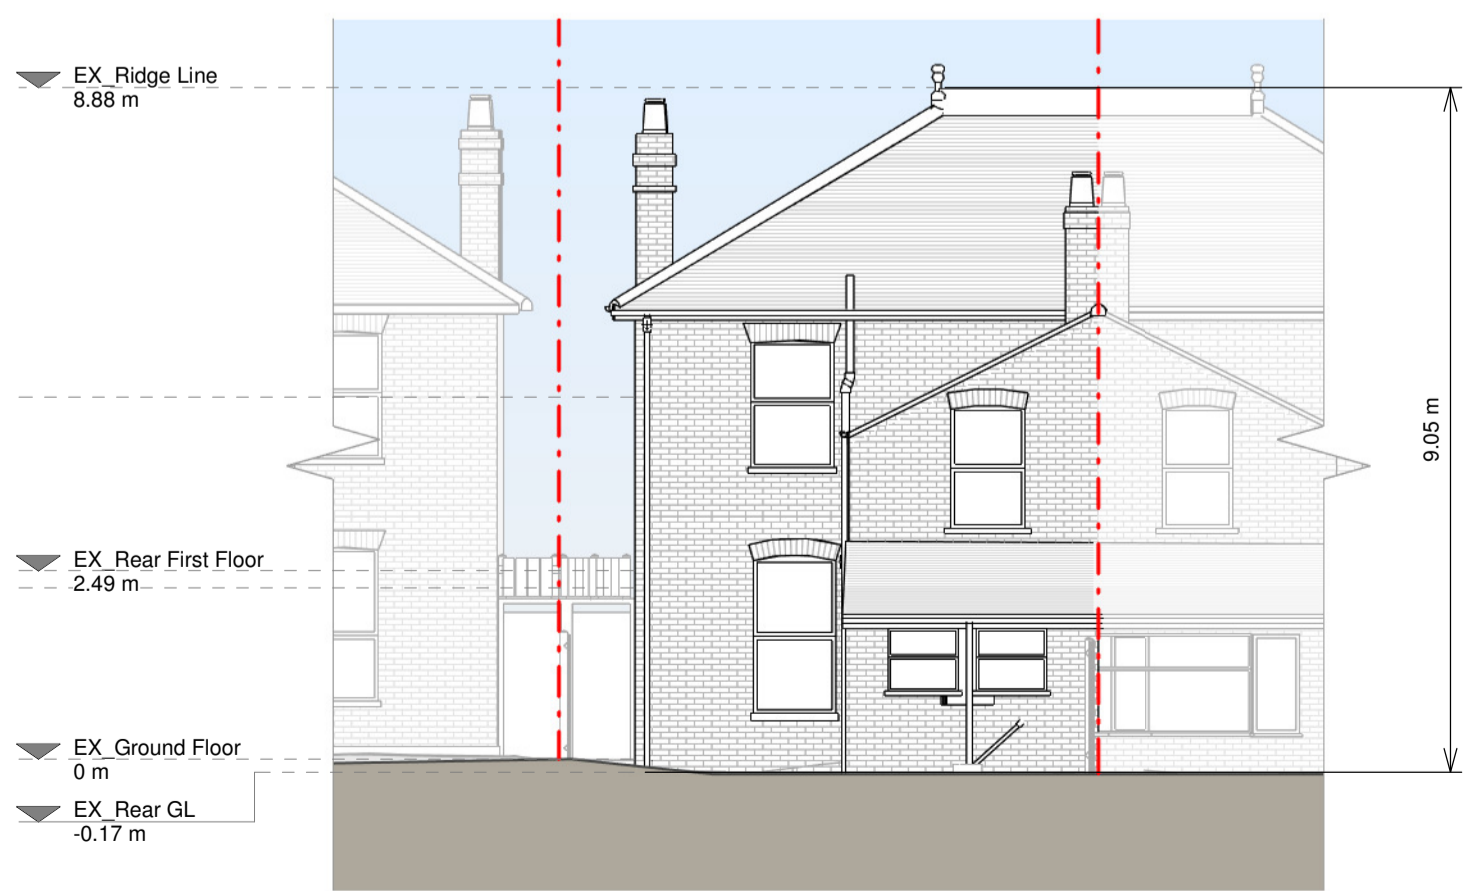 EX_Ridge Line
8.88 m
9.05 m
EX_Rear First Floor
2.49 m
EX_Ground Floor
0 m
EX_Rear GL
-0.17 m